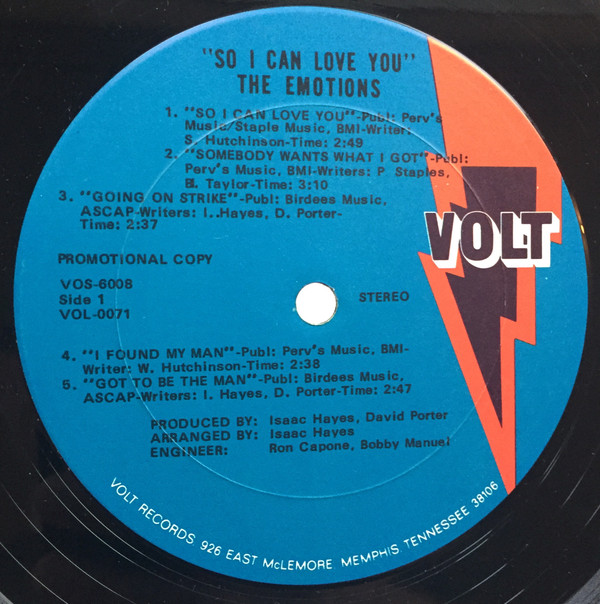 "SO I CAN LOVE YOU"
THE EMOTIONS
1. "SO I CAN LOVE YOU"-Publ: Perv's
Music/Staple Music, BMI-Writer:
S. Hutchinson-Time: 2:49
2. "SOMEBODY WANTS WHAT I GOT"-Publ:
Perv's Music, BMI-Writers: P Staples,
B. Taylor-Time: 3:10
3. "GOING ON STRIKE"-Publ: Birdees Music,
ASCAP-Writers: I. Hayes, D. Porter-
Time: 2:37
VOLT
PROMOTIONAL COPY
VOS-6008
Side 1
VOL-0071
STEREO
4. "I FOUND MY MAN"-Publ: Perv's Music, BMI-
Writer: W. Hutchinson-Time: 2:38
5. "GOT TO BE THE MAN"-Publ: Birdees Music,
ASCAP-Writers: I. Hayes, D. Porter-Time: 2:47
PRODUCED BY: Isaac Hayes, David Porter
ARRANGED BY: Isaac Hayes
ENGINEER: Ron Capone, Bobby Manuel
VOLT RECORDS 926 EAST McLEMORE MEMPHIS, TENNESSEE 38106